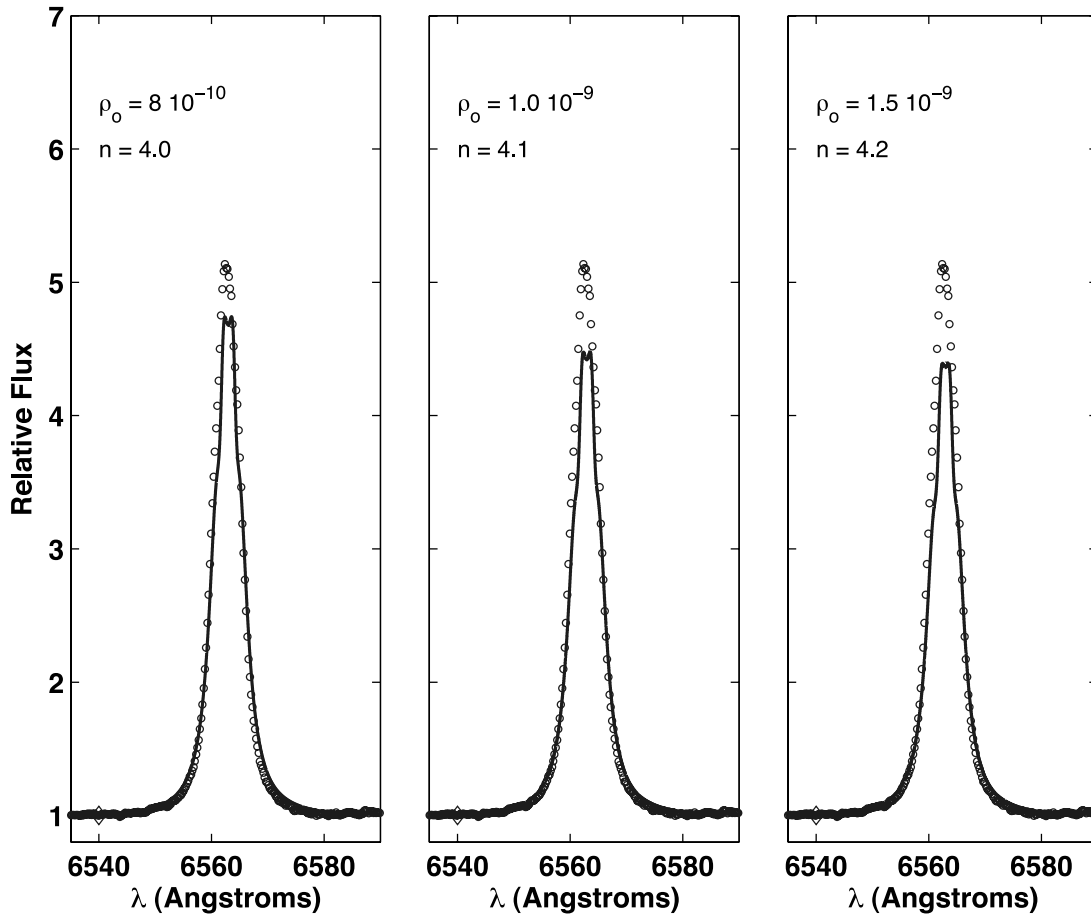 7
6
5
4
3
2
1
Relative Flux
ρo = 8 10⁻¹⁰
n = 4.0
6540 6560 6580
λ (Angstroms)
ρo = 1.0 10⁻⁹
n = 4.1
6540 6560 6580
λ (Angstroms)
ρo = 1.5 10⁻⁹
n = 4.2
6540 6560 6580
λ (Angstroms)